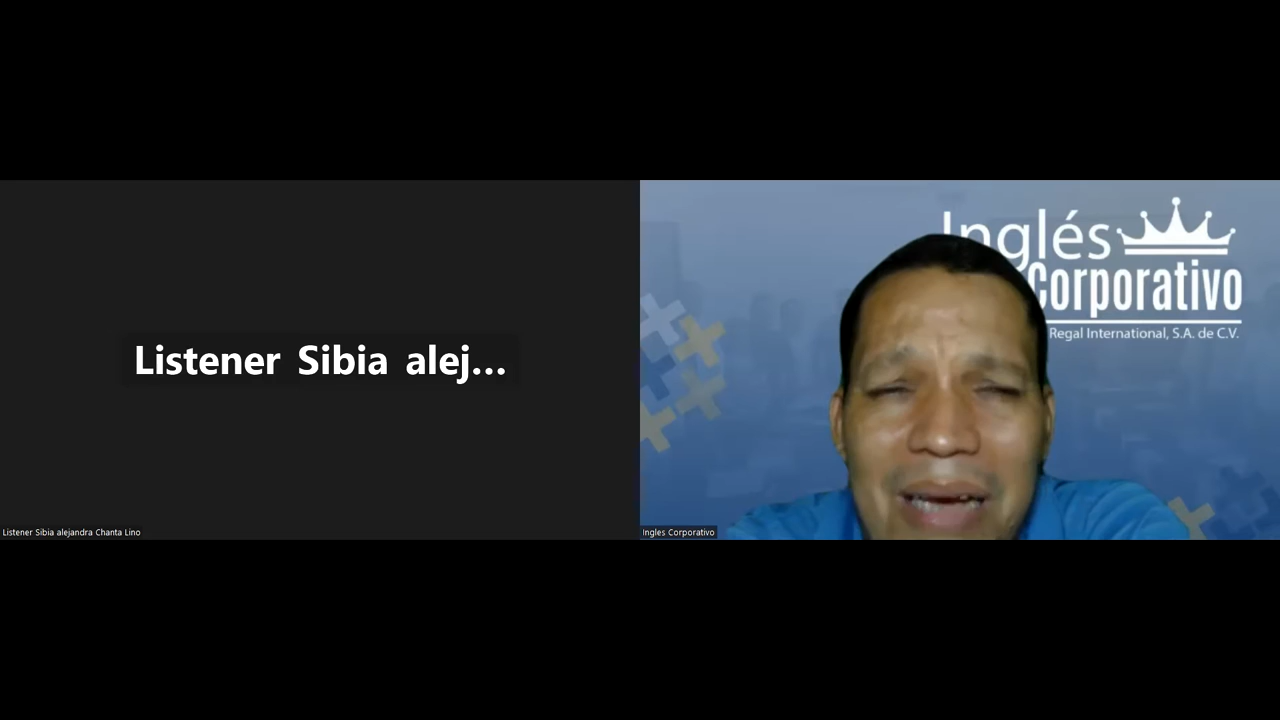 Listener Sibia alej...
Listener Sibia alejandra Chanta Lino
Inglés
Corporativo
Regal International, S.A. de C.V.
Ingles Corporativo